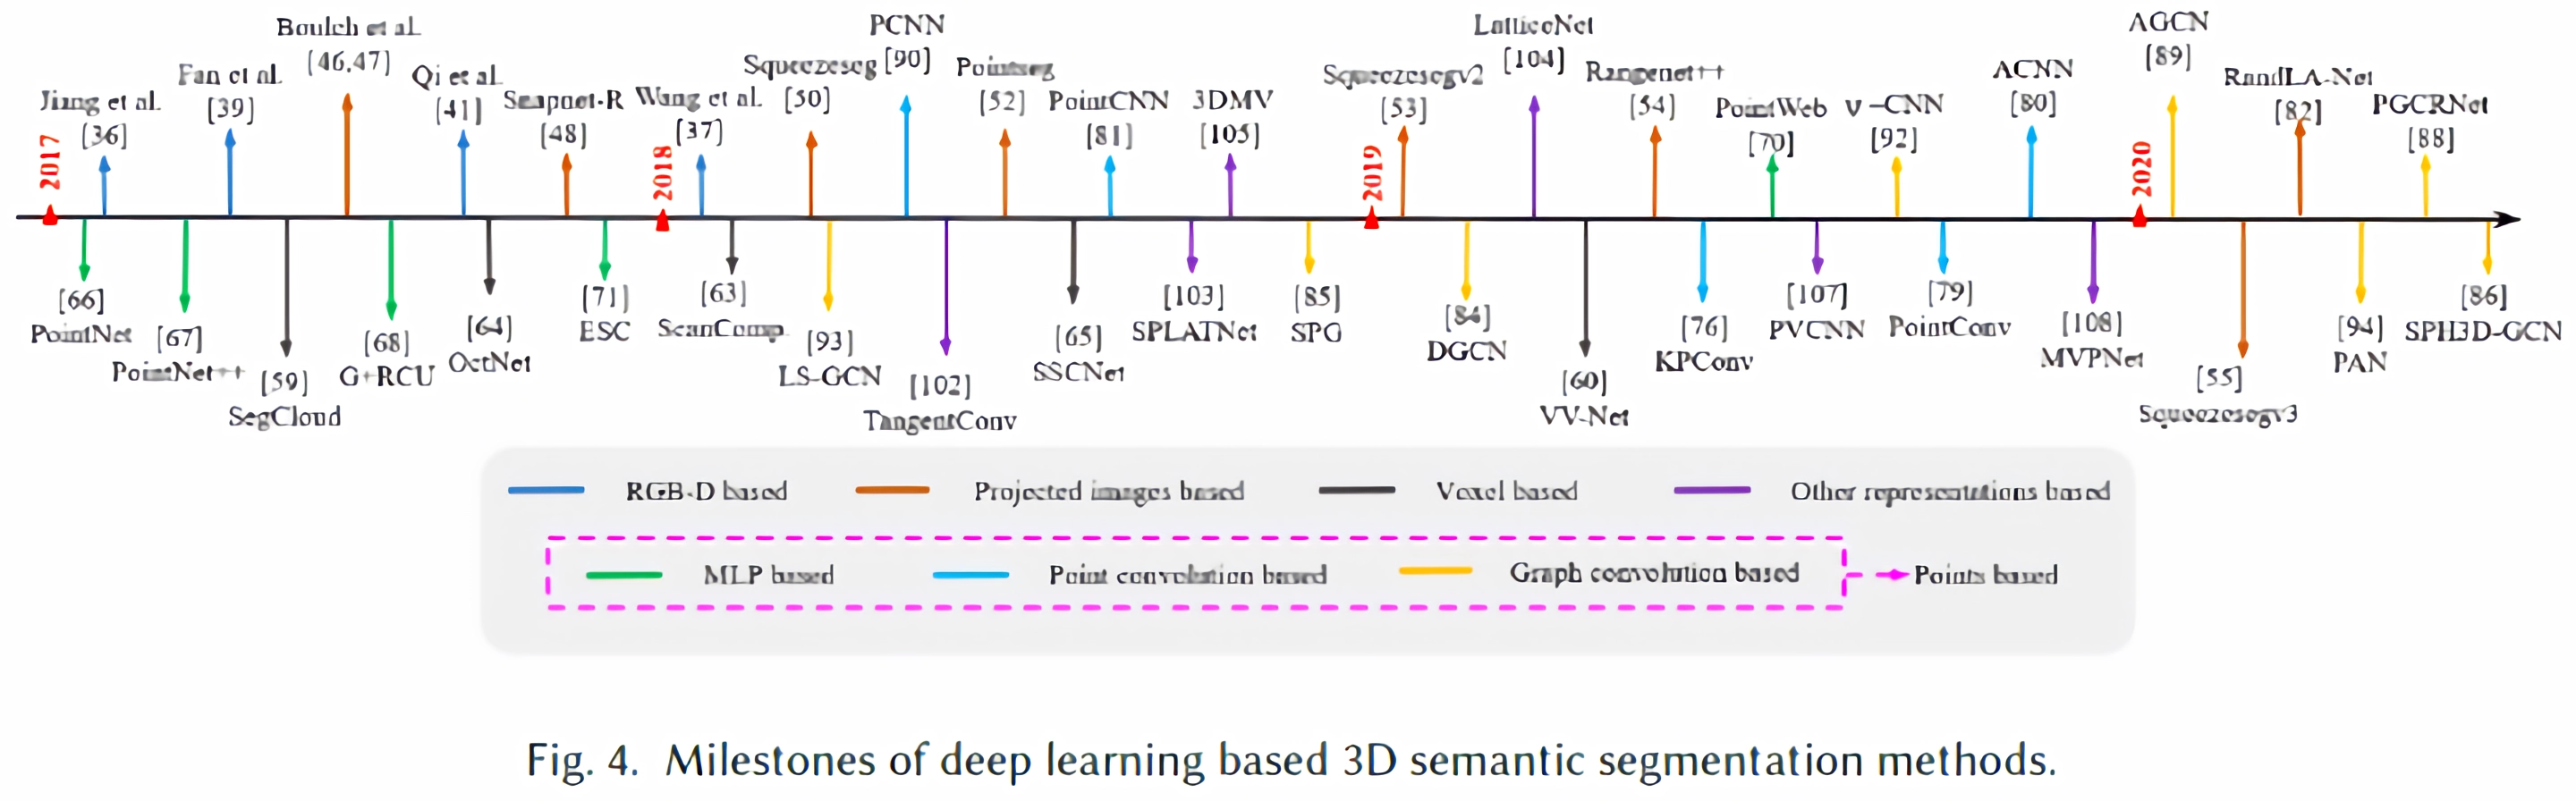 2017
Jiang et al.
[36]
Fan et al.
[39]
Boulch et al.
[46,47]
Qi et al.
[41]
Snapnet-R
[48]
2018
Wang et al.
[37]
Squeezeseg
[50]
PCNN
[90]
Pointseg
[52]
PointCNN
[81]
3DMV
[105]
2019
Squeezesegv2
[53]
LatticeNet
[104]
Rangenet++
[54]
PointWeb
[70]
V-CNN
[92]
ACNN
[80]
2020
AGCN
[89]
RandLA-Net
[82]
PGCRNet
[88]
[66]
PointNet
[67]
PointNet++
[59]
SegCloud
[68]
G+RCU
[64]
OctNet
[71]
ESC
[63]
ScanComp.
[93]
LS-GCN
[102]
TangentConv
[65]
SSCNet
[103]
SPLATNet
[85]
SPG
[84]
DGCN
[60]
VV-Net
[76]
KPConv
[107]
PVCNN
[79]
PointConv
[108]
MVPNet
[55]
Squeezesegv3
[94]
PAN
[86]
SPH3D-GCN
RGB-D based
Projected images based
Voxel based
Other representations based
MLP based
Point convolution based
Graph convolution based
Points based
Fig. 4. Milestones of deep learning based 3D semantic segmentation methods.